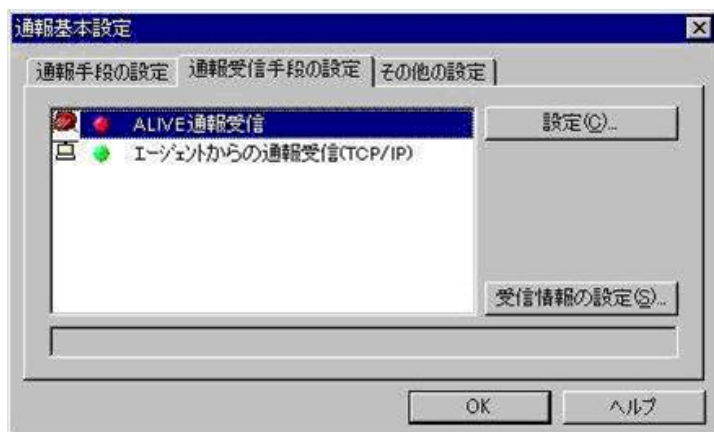 通報基本設定
通報手段の設定 通報受信手段の設定 その他の設定
ALIVE通報受信
設定(C)...
エージェントからの通報受信(TCP/IP)
受信情報の設定(S)...
OK ヘルプ